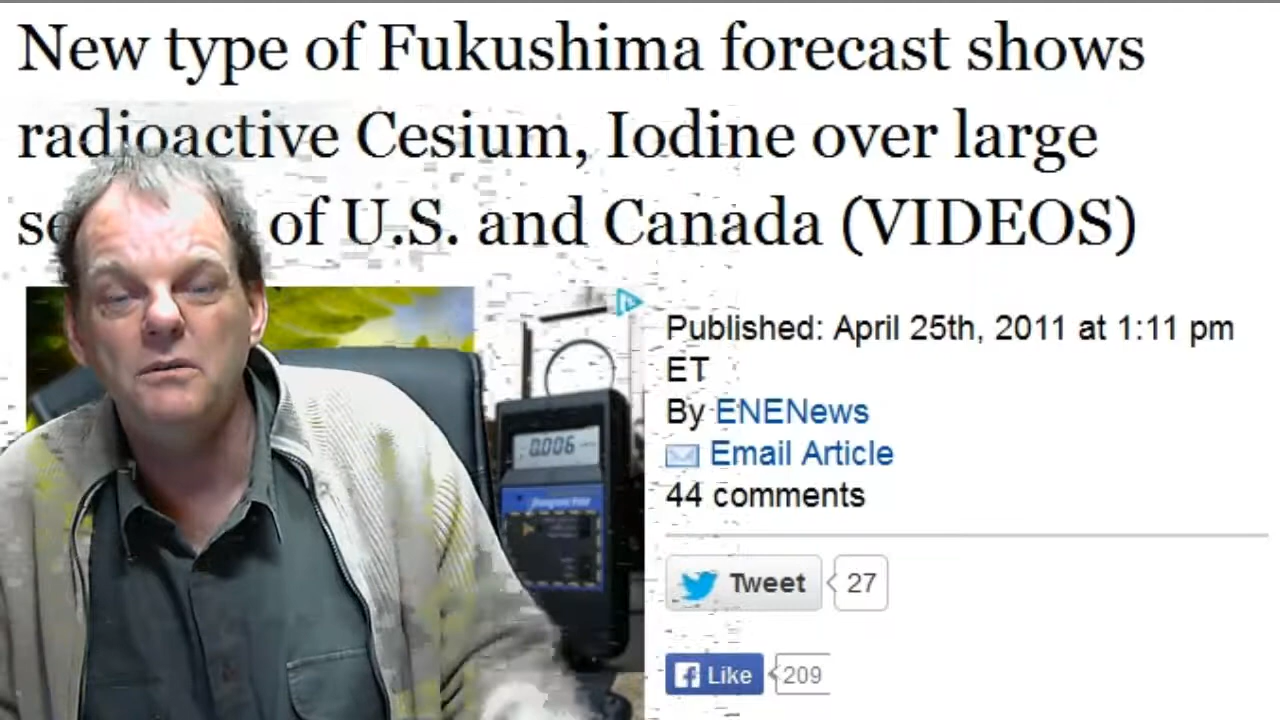 New type of Fukushima forecast shows
radioactive Cesium, Iodine over large
of U.S. and Canada (VIDEOS)
Published: April 25th, 2011 at 1:11 pm
ET
By ENENews
Email Article
44 comments
Tweet 27
Like 209
0.006